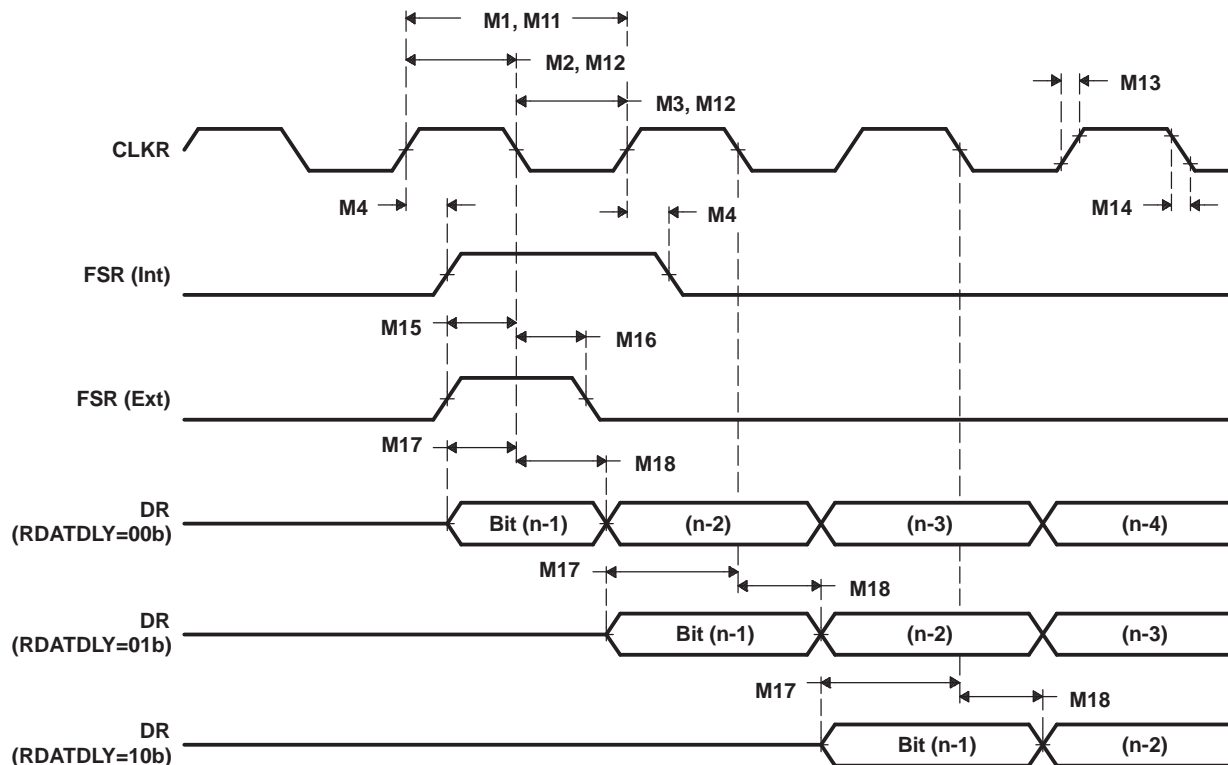 M1, M11
M2, M12
M13
M3, M12
CLKR
M4
M4
M14
FSR (Int)
M15
M16
FSR (Ext)
M17
M18
DR
(RDATDLY=00b)
Bit (n-1)
(n-2)
(n-3)
(n-4)
M17
M18
DR
(RDATDLY=01b)
Bit (n-1)
(n-2)
(n-3)
M17
M18
DR
(RDATDLY=10b)
Bit (n-1)
(n-2)